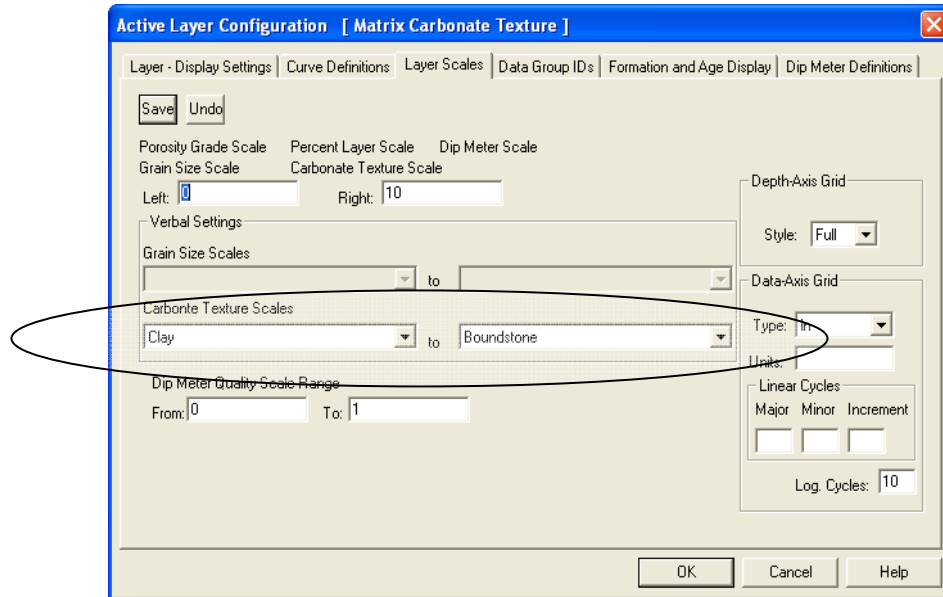 Active Layer Configuration [ Matrix Carbonate Texture ]
Layer - Display Settings Curve Definitions Layer Scales Data Group IDs Formation and Age Display Dip Meter Definitions
Save Undo
Porosity Grade Scale Percent Layer Scale Dip Meter Scale
Grain Size Scale Carbonate Texture Scale
Left: 0 Right: 10
Verbal Settings
Grain Size Scales
to
Carbonte Texture Scales
Clay to Boundstone
Dip Meter Quality Scale Range
From: 0 To: 1
Depth-Axis Grid
Style: Full
Data-Axis Grid
Type: lin
Units:
Linear Cycles
Major Minor Increment
Log. Cycles: 10
OK Cancel Help